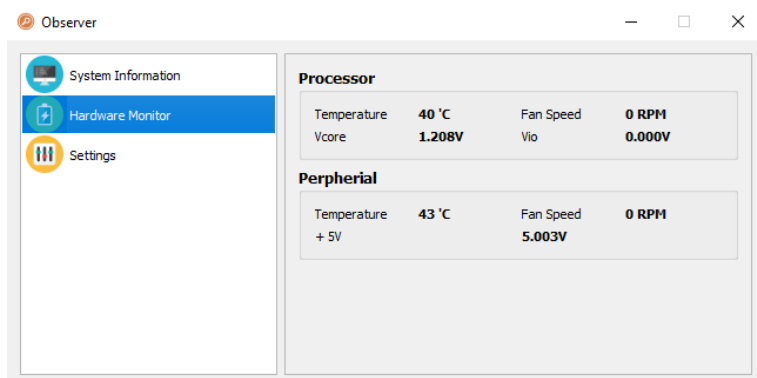 Observer
System Information
Hardware Monitor
Settings
Processor
Temperature 40 'C Fan Speed 0 RPM
Vcore 1.208V Vio 0.000V
Perpherial
Temperature 43 'C Fan Speed 0 RPM
+ 5V 5.003V